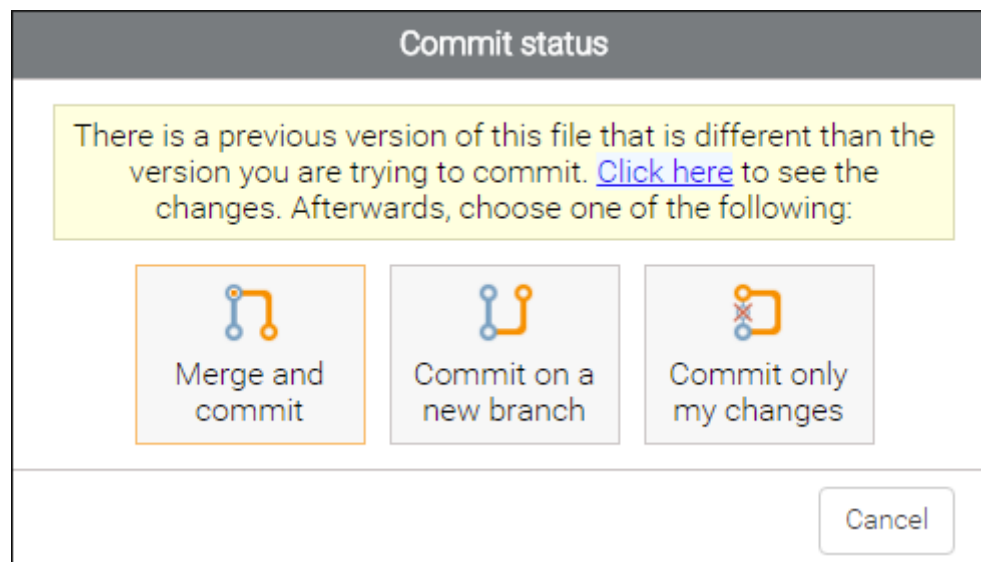 Commit status
There is a previous version of this file that is different than the
version you are trying to commit. Click here to see the
changes. Afterwards, choose one of the following:
Merge and
commit
Commit on a
new branch
Commit only
my changes
Cancel